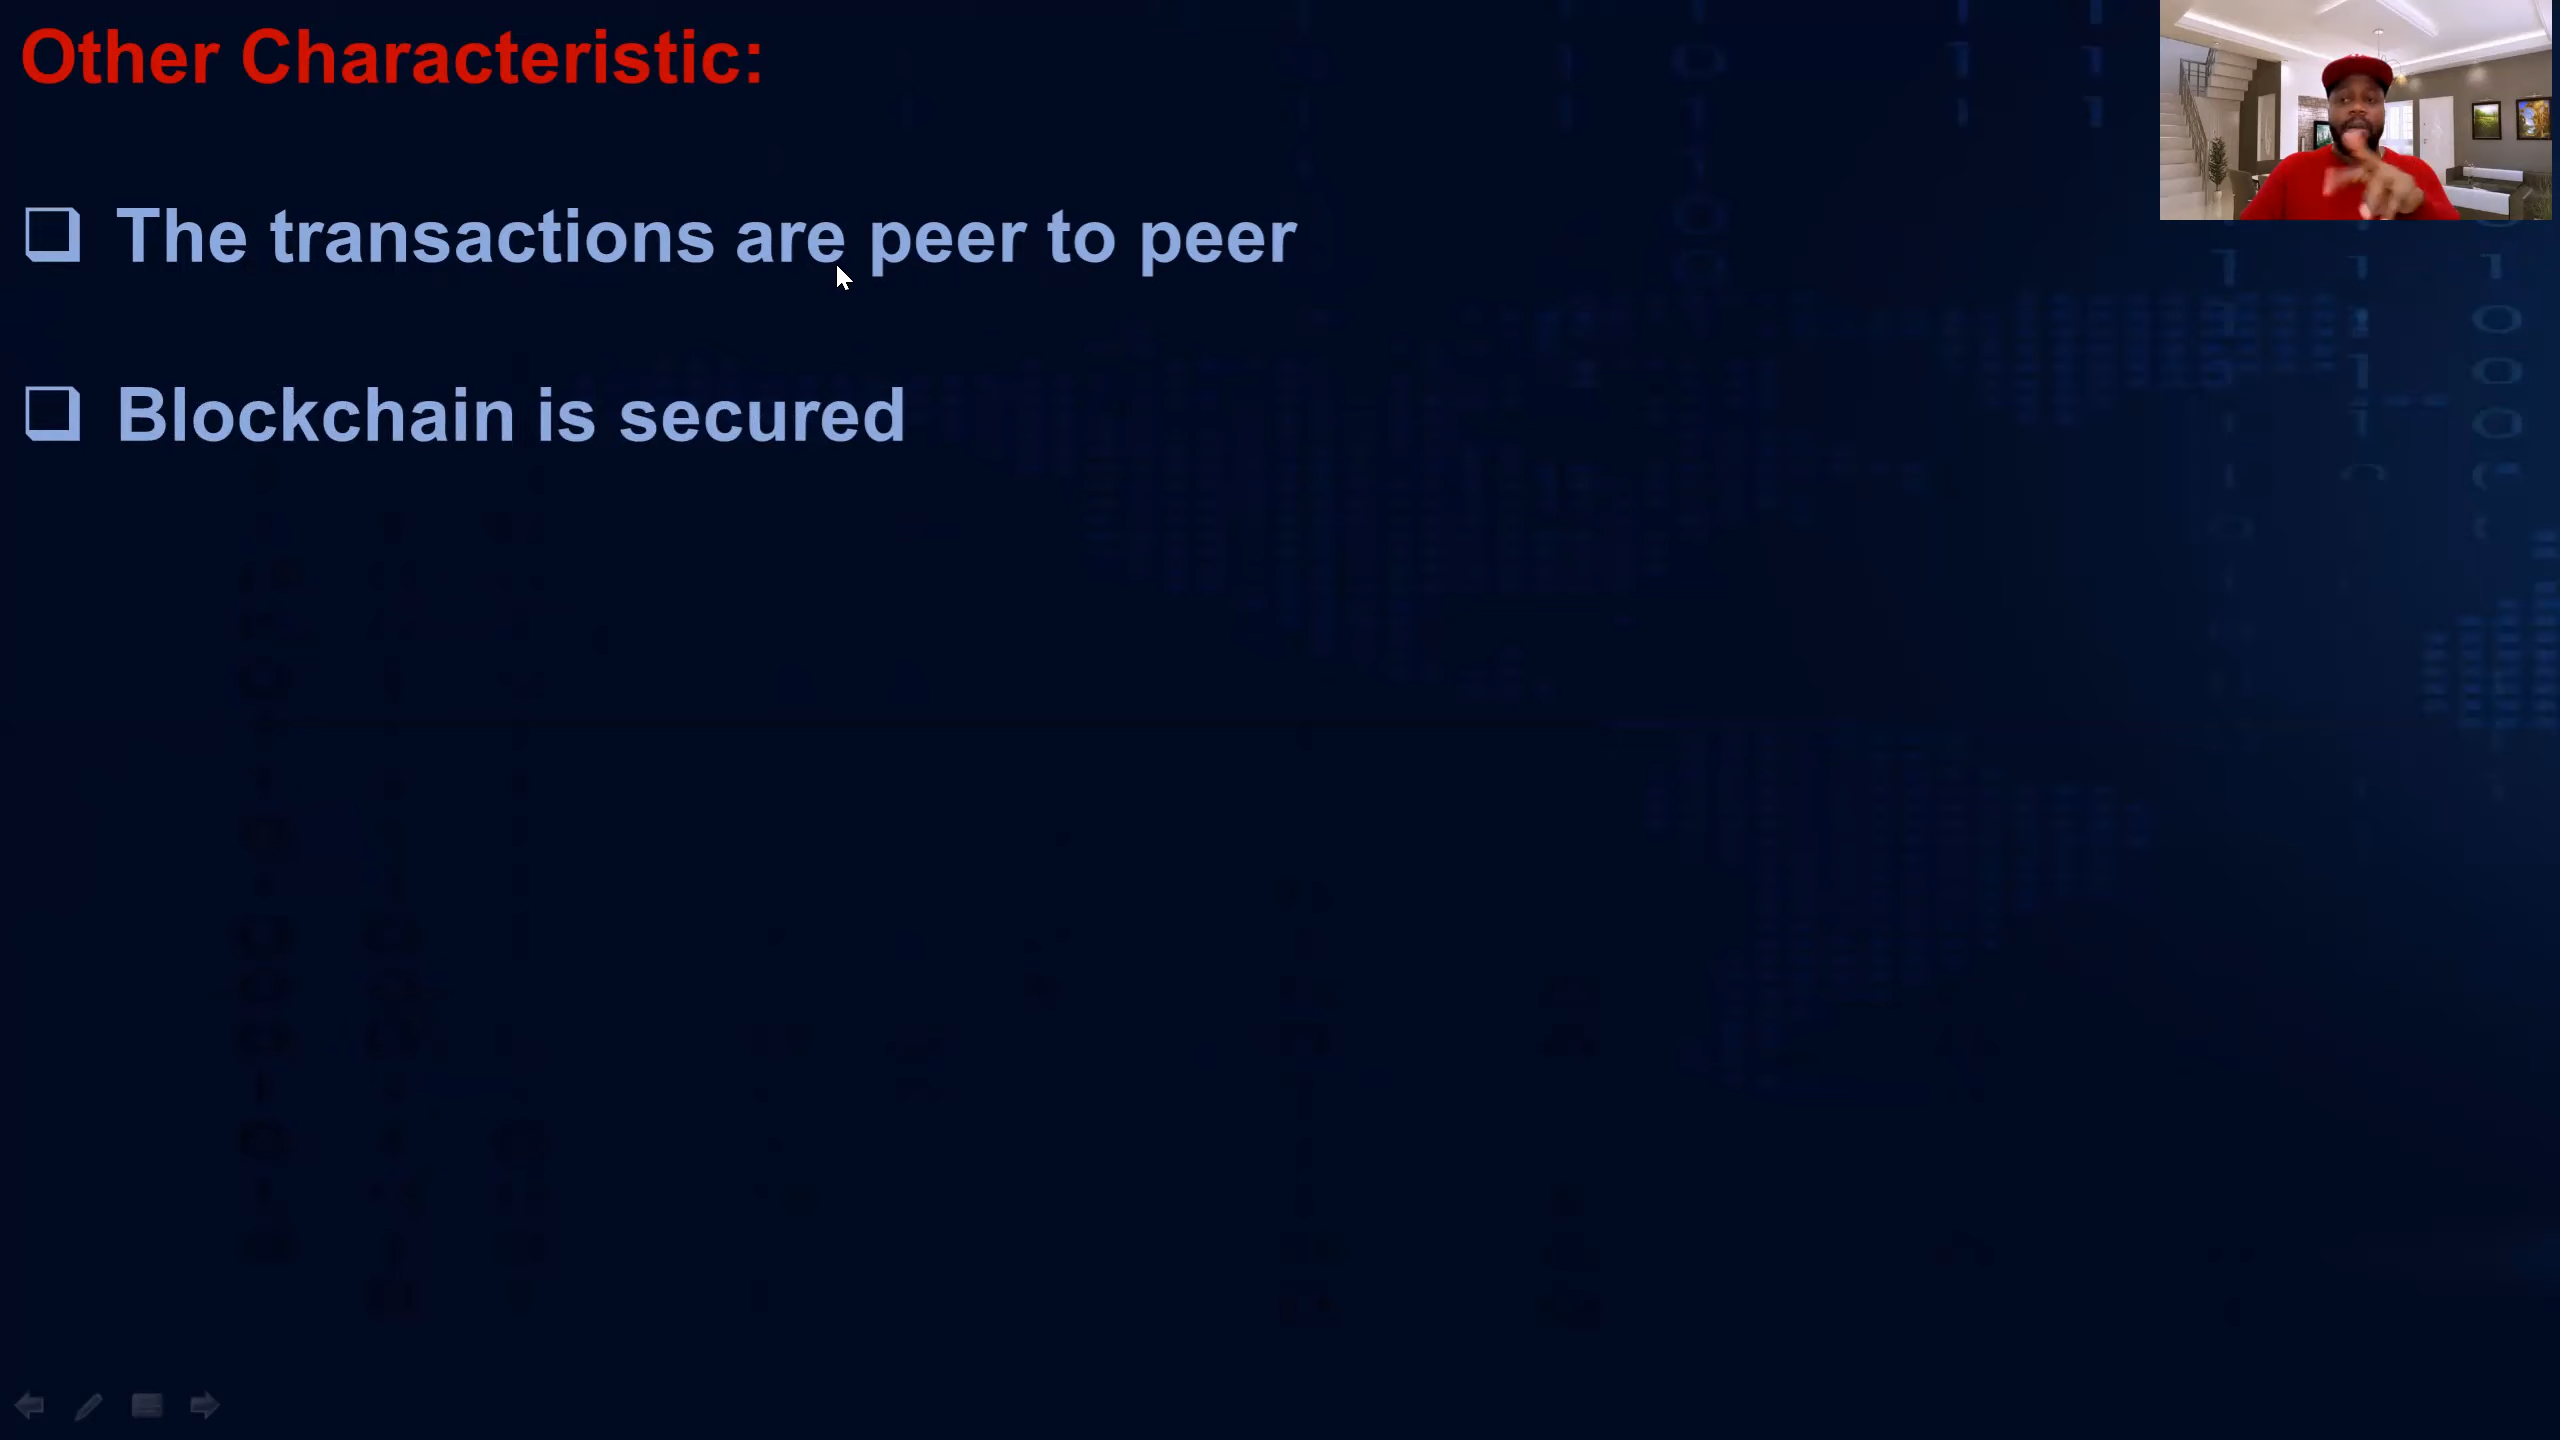 Other Characteristic:
The transactions are peer to peer
Blockchain is secured